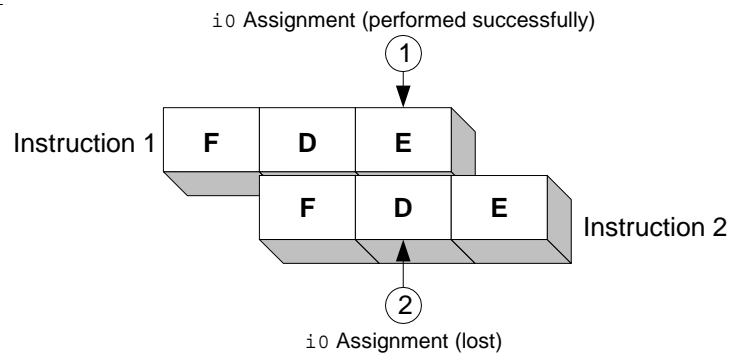 i0 Assignment (performed successfully)
1
Instruction 1 F D E
F D E Instruction 2
2
i0 Assignment (lost)